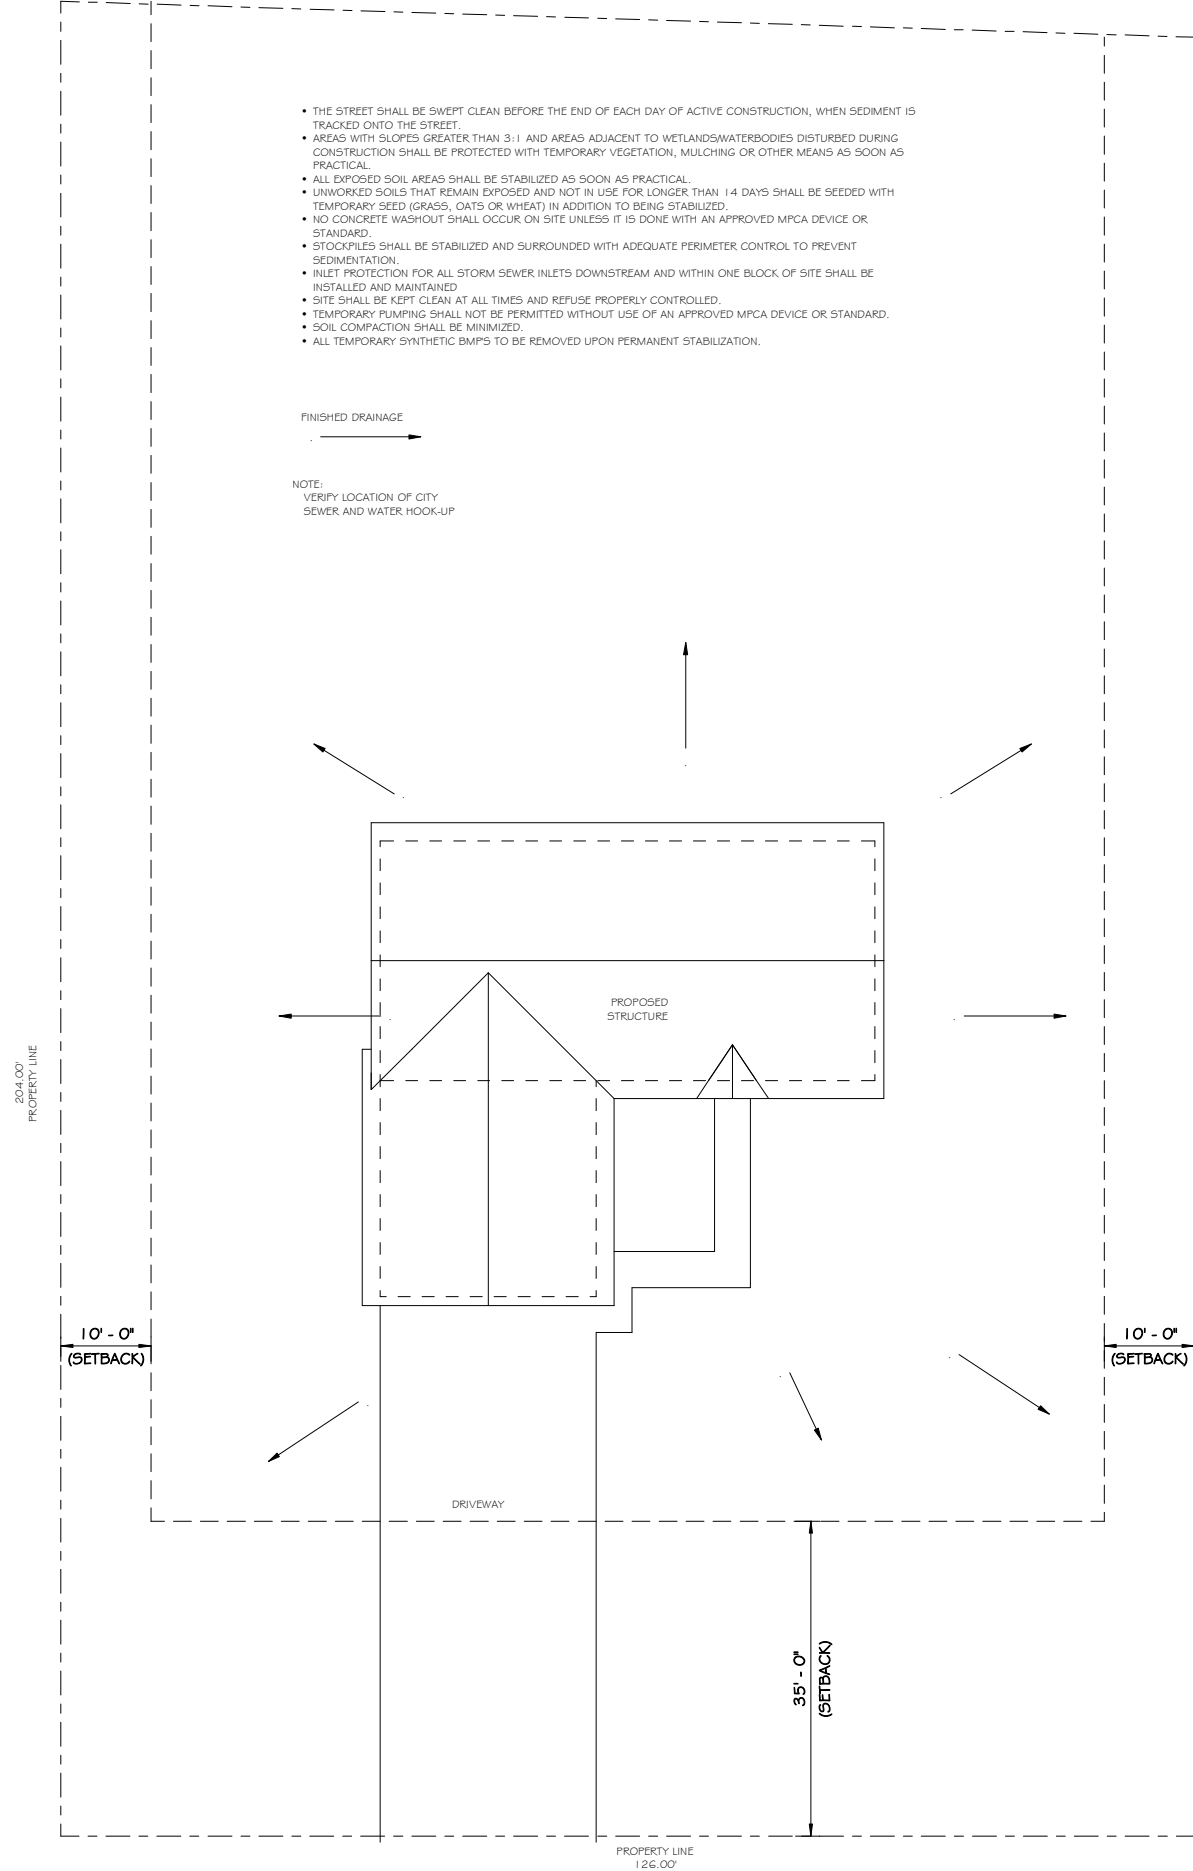 • THE STREET SHALL BE SWEPT CLEAN BEFORE THE END OF EACH DAY OF ACTIVE CONSTRUCTION, WHEN SEDIMENT IS
TRACKED ONTO THE STREET.
• AREAS WITH SLOPES GREATER THAN 3:1 AND AREAS ADJACENT TO WETLANDS/WATERBODIES DISTURBED DURING
CONSTRUCTION SHALL BE PROTECTED WITH TEMPORARY VEGETATION, MULCHING OR OTHER MEANS AS SOON AS
PRACTICAL.
• ALL EXPOSED SOIL AREAS SHALL BE STABILIZED AS SOON AS PRACTICAL.
• UNWORKED SOILS THAT REMAIN EXPOSED AND NOT IN USE FOR LONGER THAN 14 DAYS SHALL BE SEEDED WITH
TEMPORARY SEED (GRASS, OATS OR WHEAT) IN ADDITION TO BEING STABILIZED.
• NO CONCRETE WASHOUT SHALL OCCUR ON SITE UNLESS IT IS DONE WITH AN APPROVED MPCA DEVICE OR
STANDARD.
• STOCKPILES SHALL BE STABILIZED AND SURROUNDED WITH ADEQUATE PERIMETER CONTROL TO PREVENT
SEDIMENTATION.
• INLET PROTECTION FOR ALL STORM SEWER INLETS DOWNSTREAM AND WITHIN ONE BLOCK OF SITE SHALL BE
INSTALLED AND MAINTAINED
• SITE SHALL BE KEPT CLEAN AT ALL TIMES AND REFUSE PROPERLY CONTROLLED.
• TEMPORARY PUMPING SHALL NOT BE PERMITTED WITHOUT USE OF AN APPROVED MPCA DEVICE OR STANDARD.
• SOIL COMPACTION SHALL BE MINIMIZED.
• ALL TEMPORARY SYNTHETIC BMP'S TO BE REMOVED UPON PERMANENT STABILIZATION.
FINISHED DRAINAGE
NOTE:
VERIFY LOCATION OF CITY
SEWER AND WATER HOOK-UP
PROPOSED
STRUCTURE
204.00'
PROPERTY LINE
10' - 0"
(SETBACK)
10' - 0"
(SETBACK)
DRIVEWAY
35' - 0"
(SETBACK)
PROPERTY LINE
126.00'